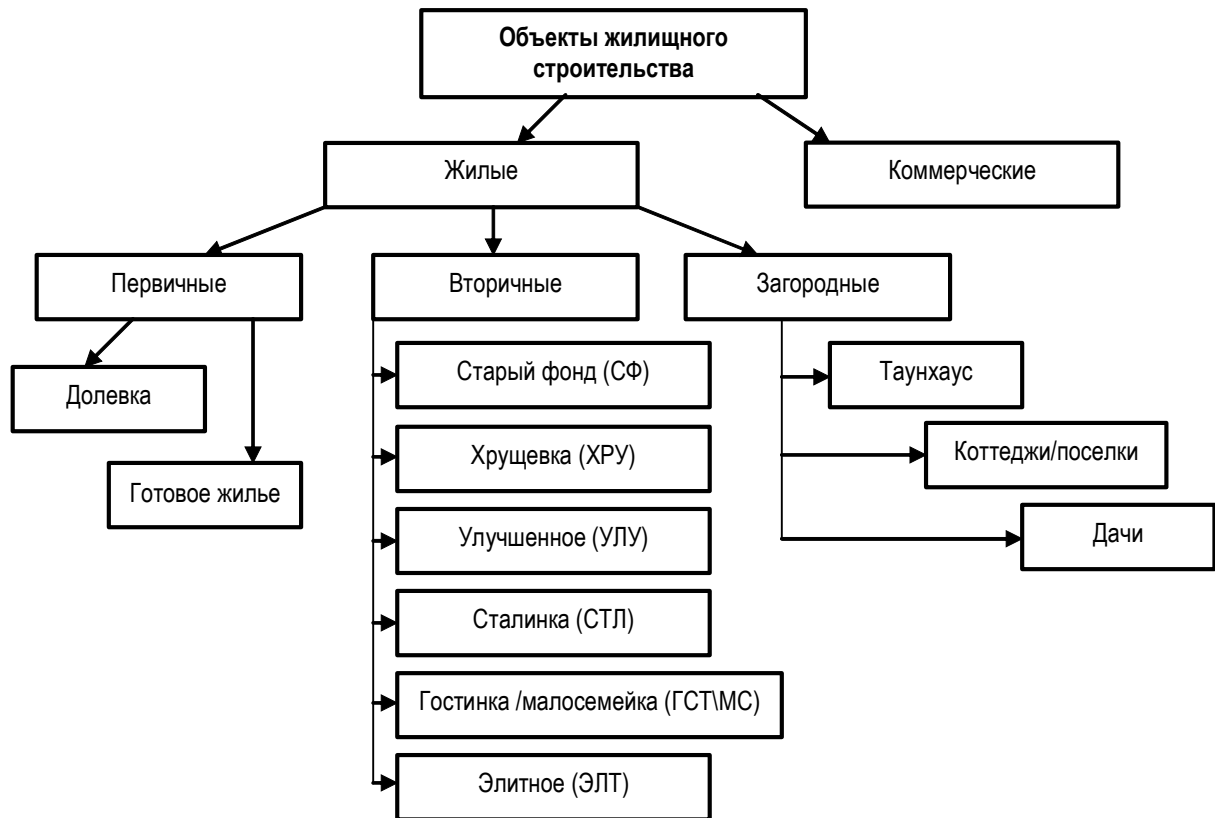 Объекты жилищного
строительства
Жилые
Коммерческие
Первичные
Вторичные
Загородные
Долевка
Готовое жилье
Старый фонд (СФ)
Хрущевка (ХРУ)
Улучшенное (УЛУ)
Сталинка (СТЛ)
Гостинка /малосемейка (ГСТ\МС)
Элитное (ЭЛТ)
Таунхаус
Коттеджи/поселки
Дачи